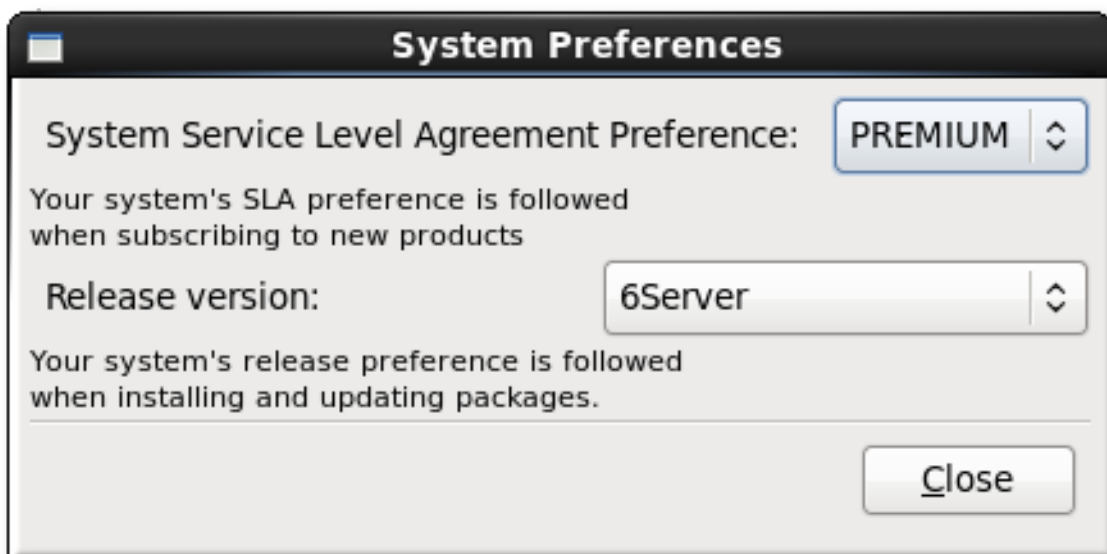 System Preferences
System Service Level Agreement Preference: PREMIUM
Your system's SLA preference is followed
when subscribing to new products
Release version: 6Server
Your system's release preference is followed
when installing and updating packages.
Close